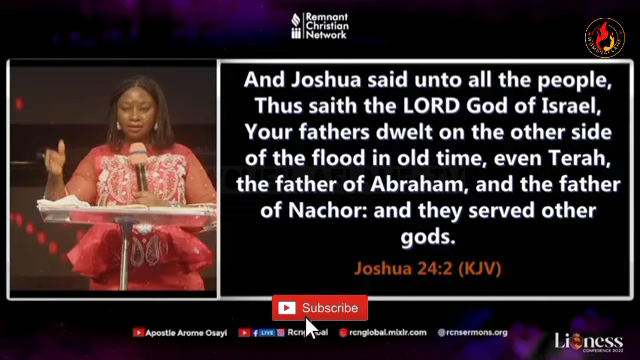 Remnant
Christian
Network
And Joshua said unto all the people,
Thus saith the LORD God of Israel,
Your fathers dwelt on the other side
of the flood in old time, even Terah,
the father of Abraham, and the father
of Nachor: and they served other
gods.
Joshua 24:2 (KJV)
Subscribe
Apostle Arome Osayi
LIVE
rcnglobal.mixlr.com
@rcnsermons.org
Lioness
CONFERENCE 2022